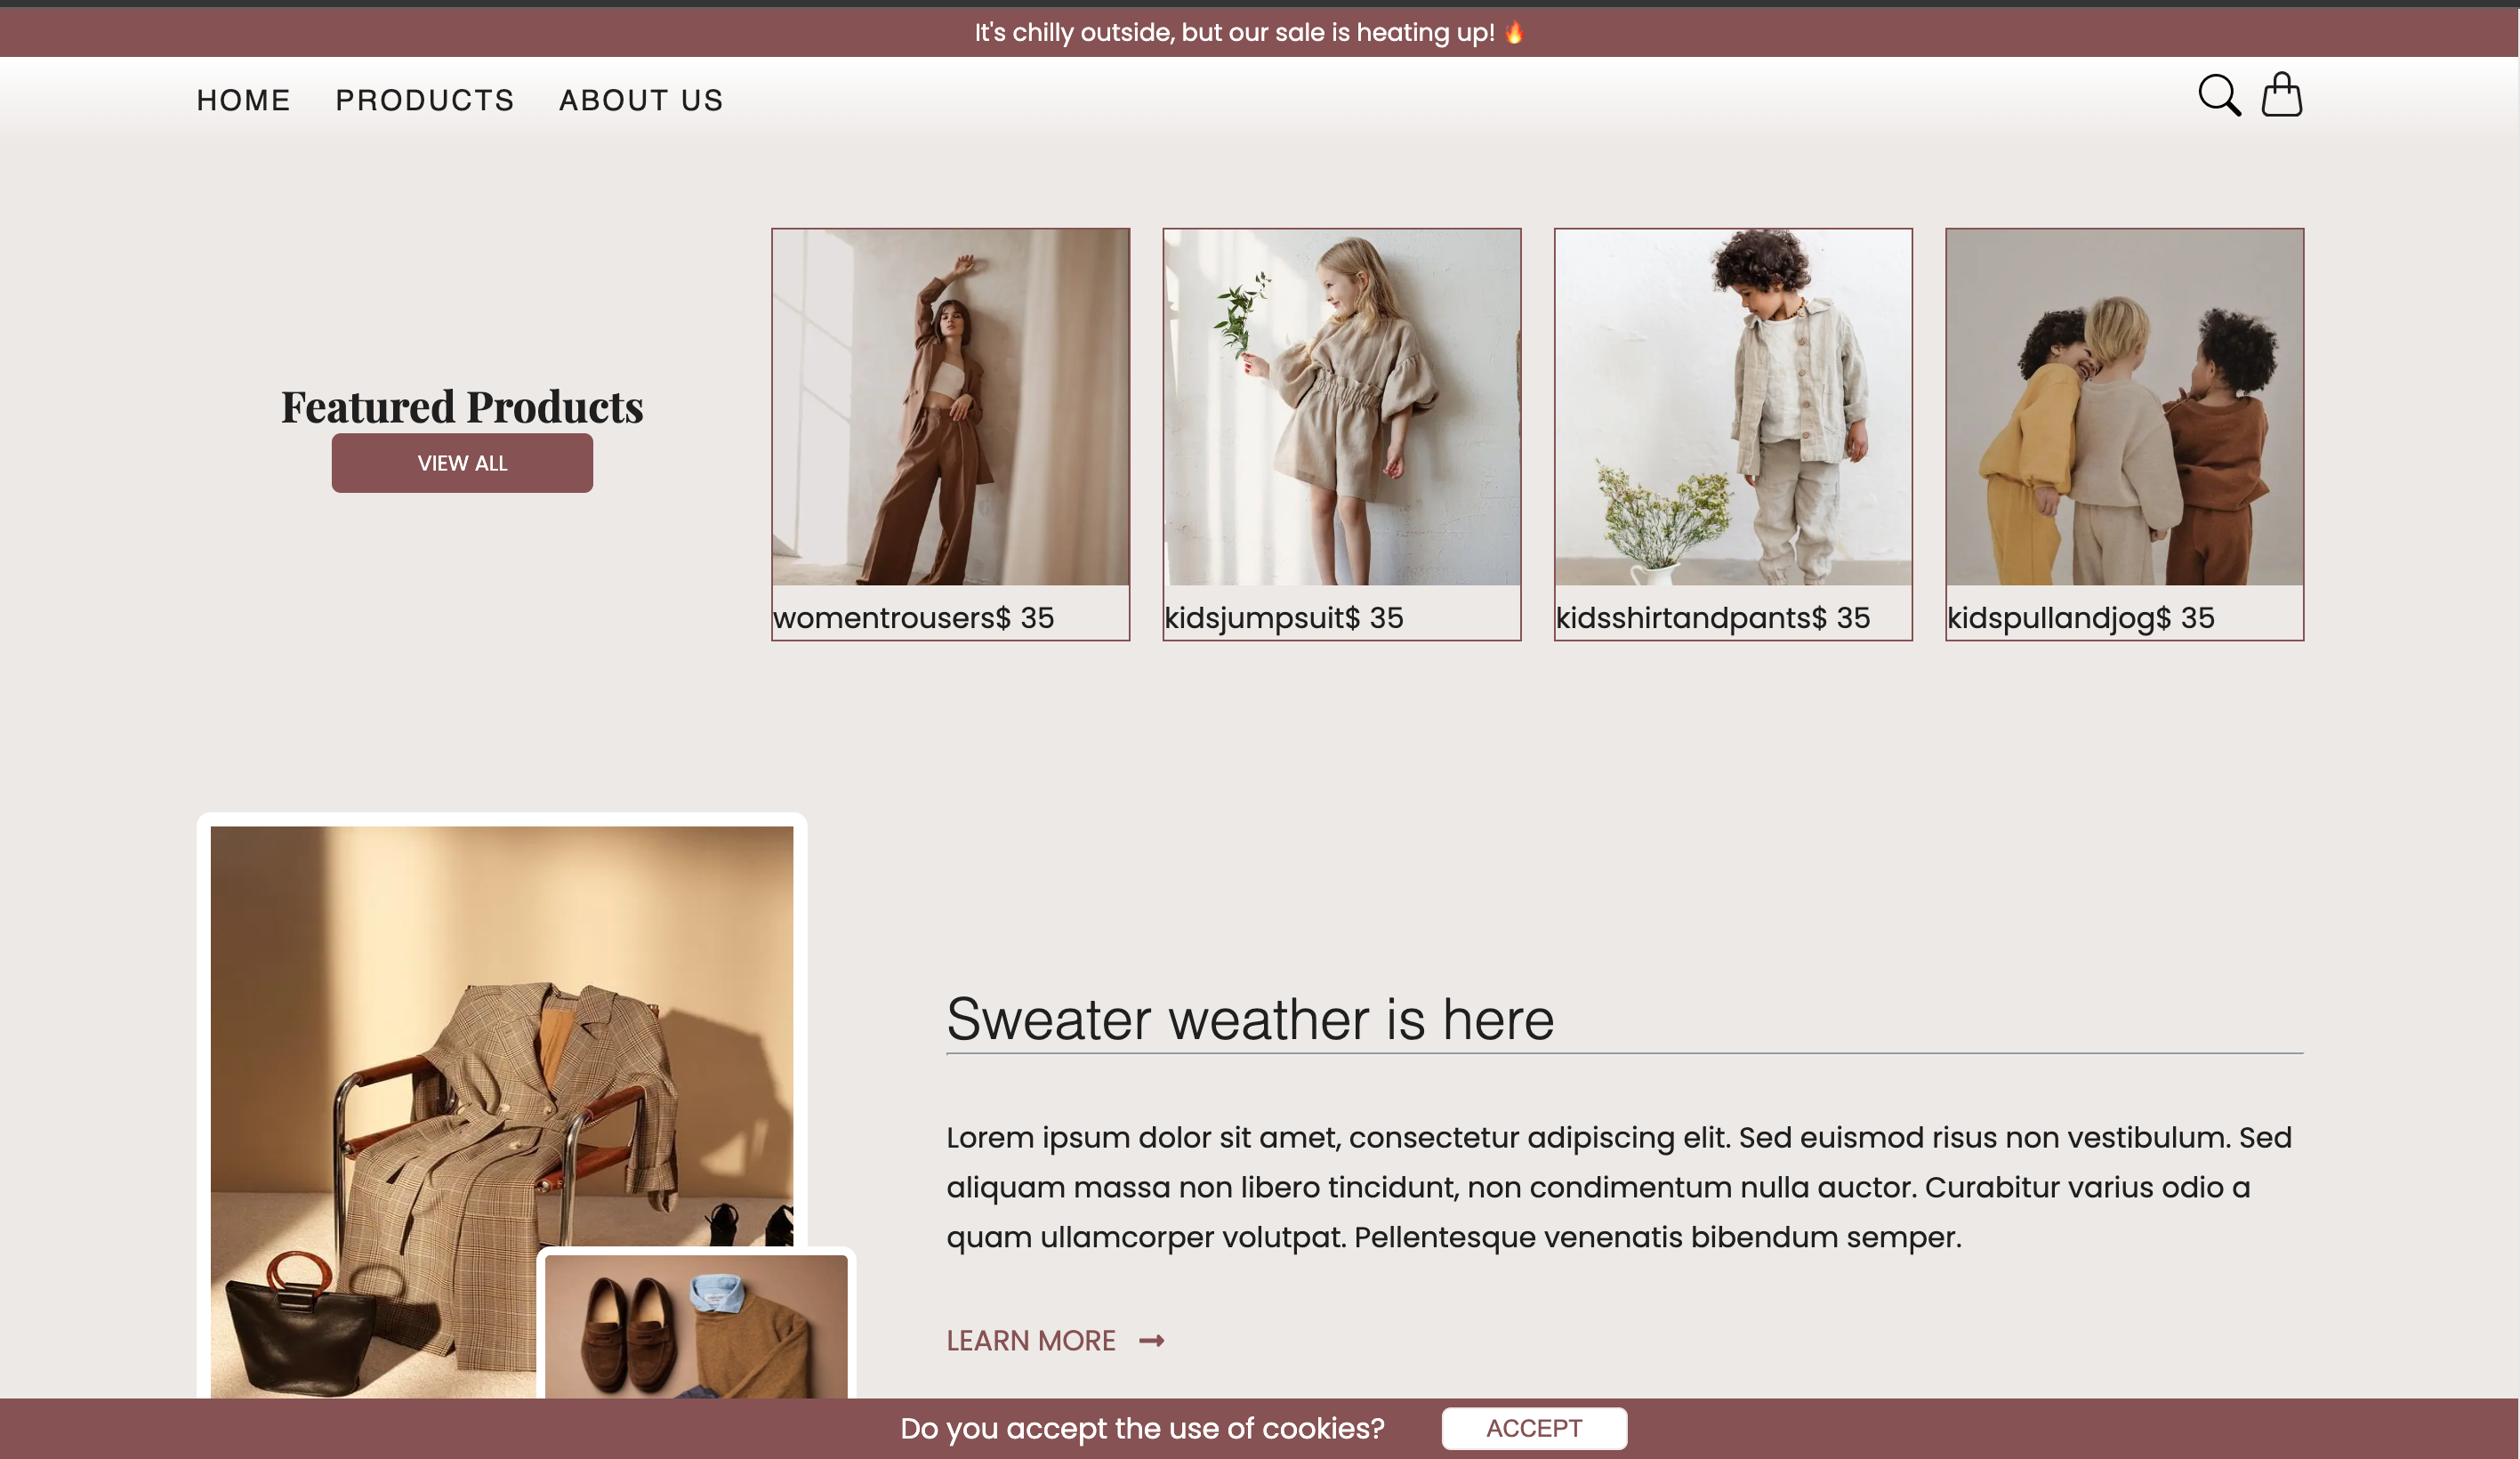 It's chilly outside, but our sale is heating up! 🔥
HOME PRODUCTS ABOUT US
Featured Products
VIEW ALL
womentrousers$ 35
kidsjumpsuit$ 35
kidsshirtandpants$ 35
kidspullandjog$ 35
Sweater weather is here
Lorem ipsum dolor sit amet, consectetur adipiscing elit. Sed euismod risus non vestibulum. Sed
aliquam massa non libero tincidunt, non condimentum nulla auctor. Curabitur varius odio a
quam ullamcorper volutpat. Pellentesque venenatis bibendum semper.
LEARN MORE
Do you accept the use of cookies?
ACCEPT